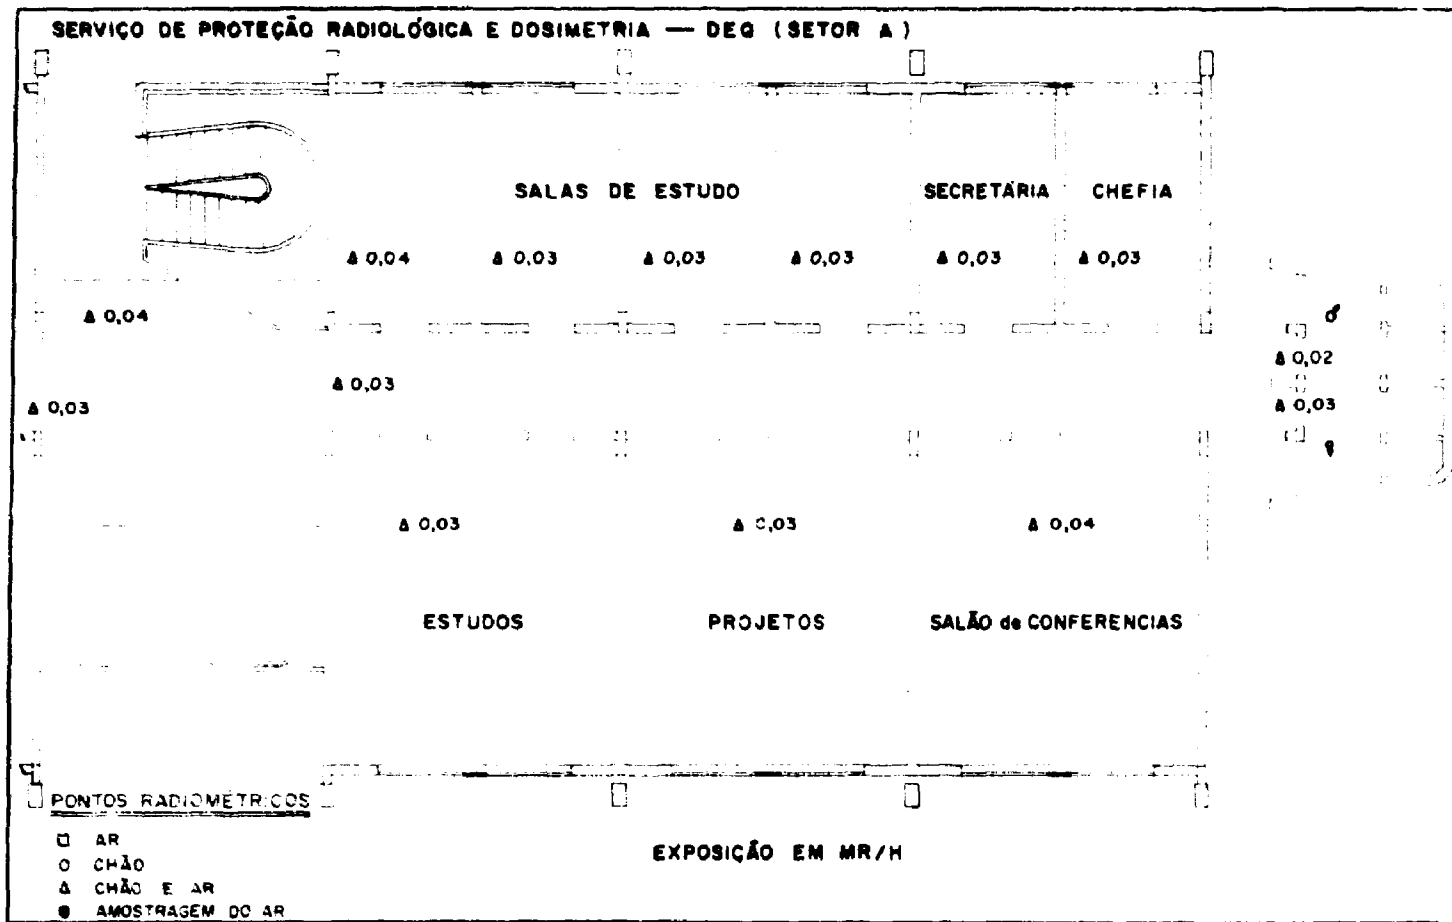 SERVIÇO DE PROTEÇÃO RADIOLÓGICA E DOSIMETRIA — DEQ (SETOR A)
SALAS DE ESTUDO SECRETÁRIA CHEFIA
0,04 0,03 0,03 0,03 0,03 0,03
0,04
0,02
0,03
0,03 0,03
0,03 0,03 0,04
ESTUDOS PROJETOS SALÃO de CONFERENCIAS
PONTOS RADIOMÉTRICOS
AR
CHÃO
CHÃO E AR
AMOSTRAGEM DO AR
EXPOSIÇÃO EM MR/H